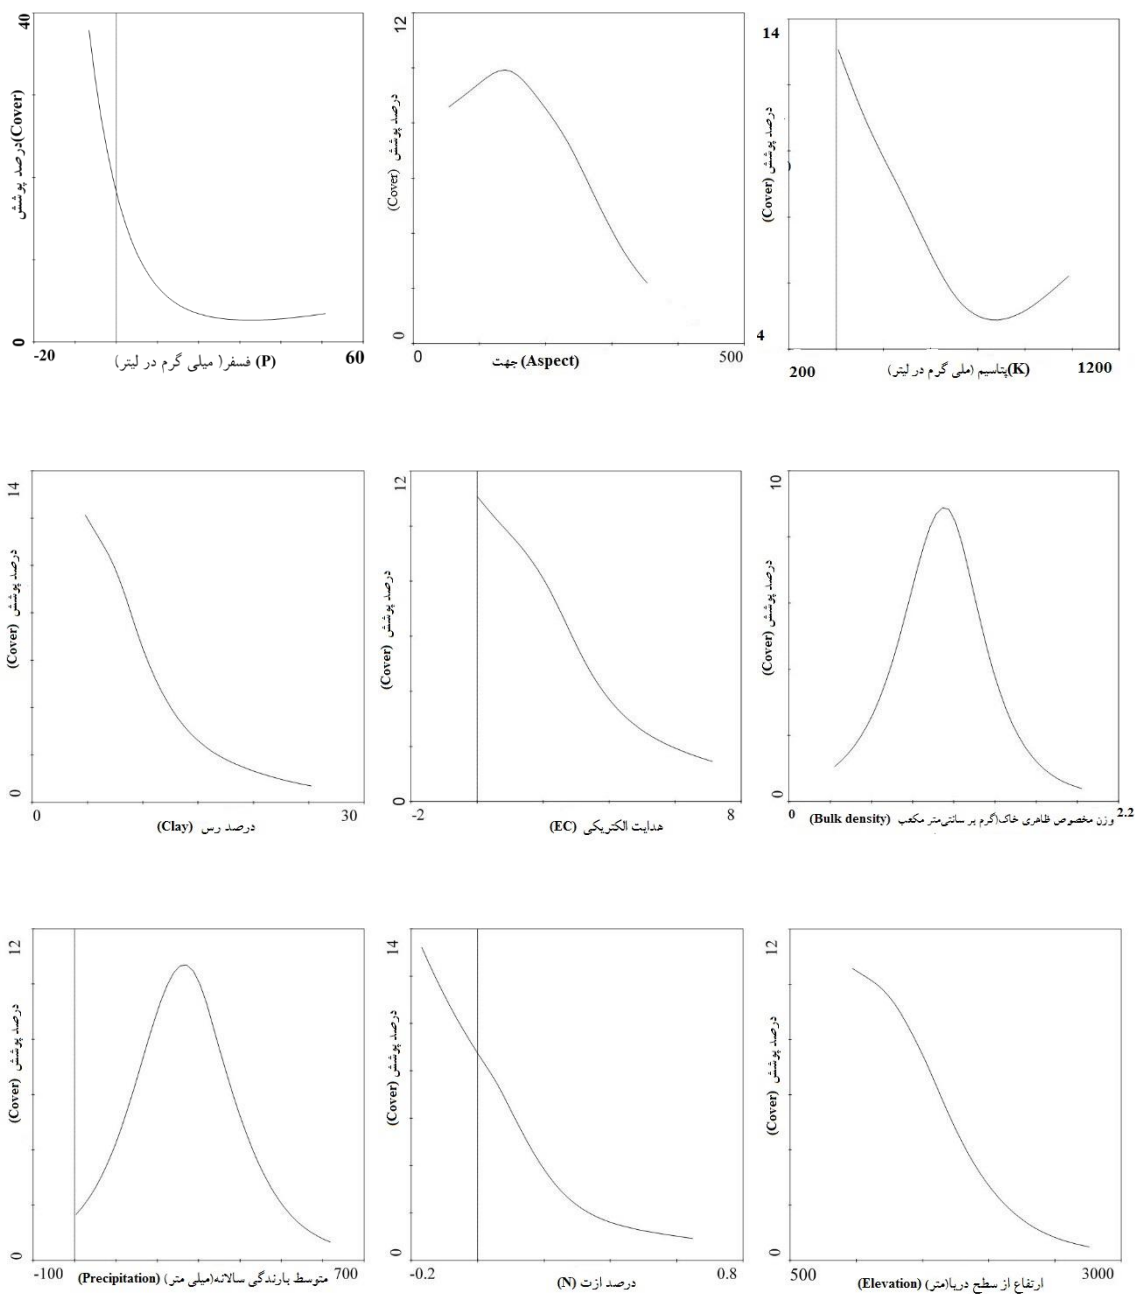 40
درصد پوشش(Cover)
0
-20
60
فسفر( میلی گرم در لیتر) (P)
12
درصد پوشش (Cover)
0
0
500
جهت (Aspect)
14
درصد پوشش (Cover)
4
200
1200
پتاسیم (ملی گرم در لیتر) (K)
14
درصد پوشش (Cover)
0
0
30
درصد رس (Clay)
12
درصد پوشش (Cover)
0
-2
8
هدایت الکتریکی (EC)
10
درصد پوشش (Cover)
0
0
2.2
وزن مخصوص ظاهری خاک(گرم بر سانتی‌متر مکعب (Bulk density)
12
درصد پوشش (Cover)
0
-100
700
متوسط بارندگی سالانه(میلی متر) (Precipitation)
14
درصد پوشش (Cover)
0
-0.2
0.8
درصد ازت (N)
12
درصد پوشش (Cover)
0
500
3000
ارتفاع از سطح دریا(متر) (Elevation)